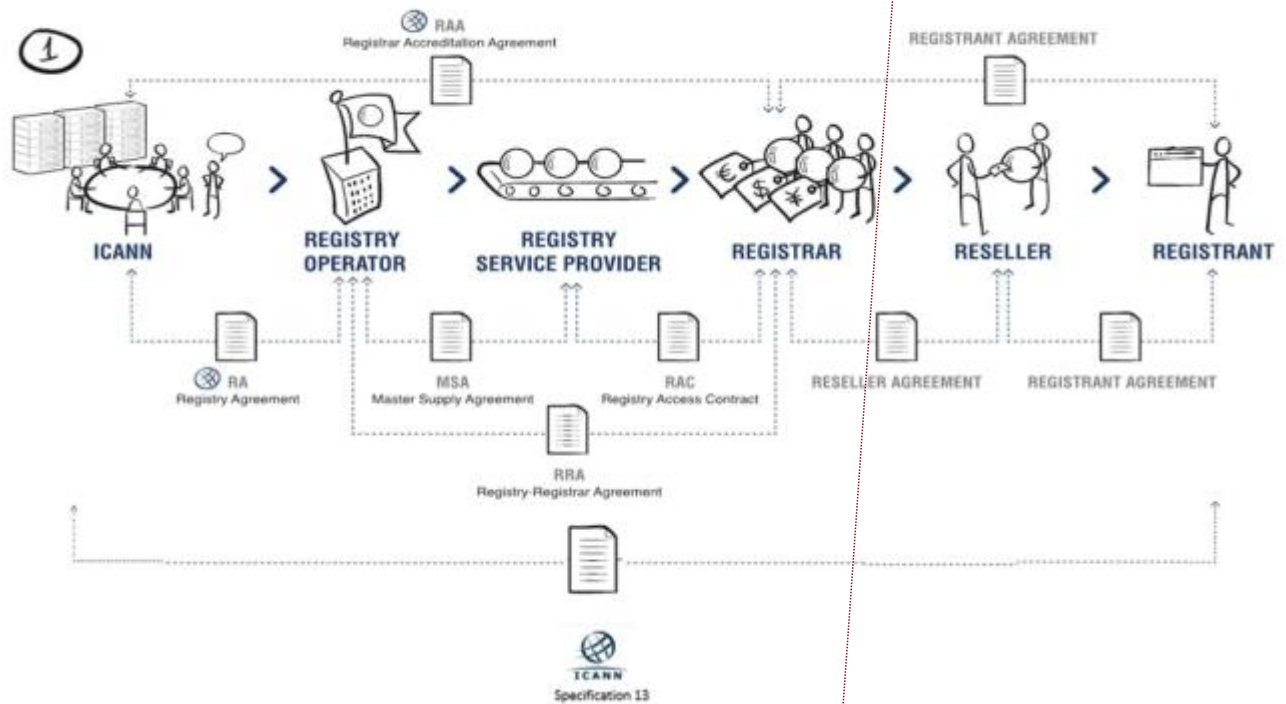 1
RAA
Registrar Accreditation Agreement
REGISTRANT AGREEMENT
€
$
¥
ICANN
REGISTRY
OPERATOR
REGISTRY
SERVICE PROVIDER
REGISTRAR
RESELLER
REGISTRANT
RA
Registry Agreement
MSA
Master Supply Agreement
RAC
Registry Access Contract
RESELLER AGREEMENT
REGISTRANT AGREEMENT
RRA
Registry-Registrar Agreement
ICANN
Specification 13